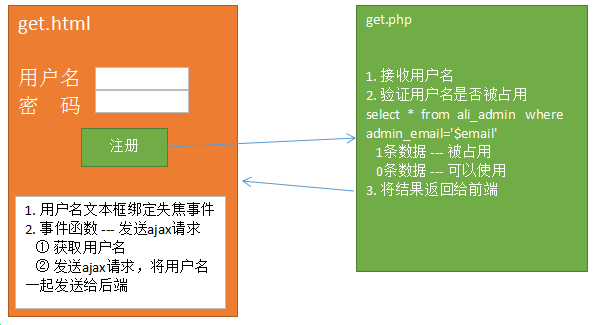 get.html
用户名
密 码
注册
1. 用户名文本框绑定失焦事件
2. 事件函数 --- 发送ajax请求
① 获取用户名
② 发送ajax请求，将用户名
一起发送给后端
get.php
1. 接收用户名
2. 验证用户名是否被占用
select * from ali_admin where
admin_email='$email'
1条数据 --- 被占用
0条数据 --- 可以使用
3. 将结果返回给前端